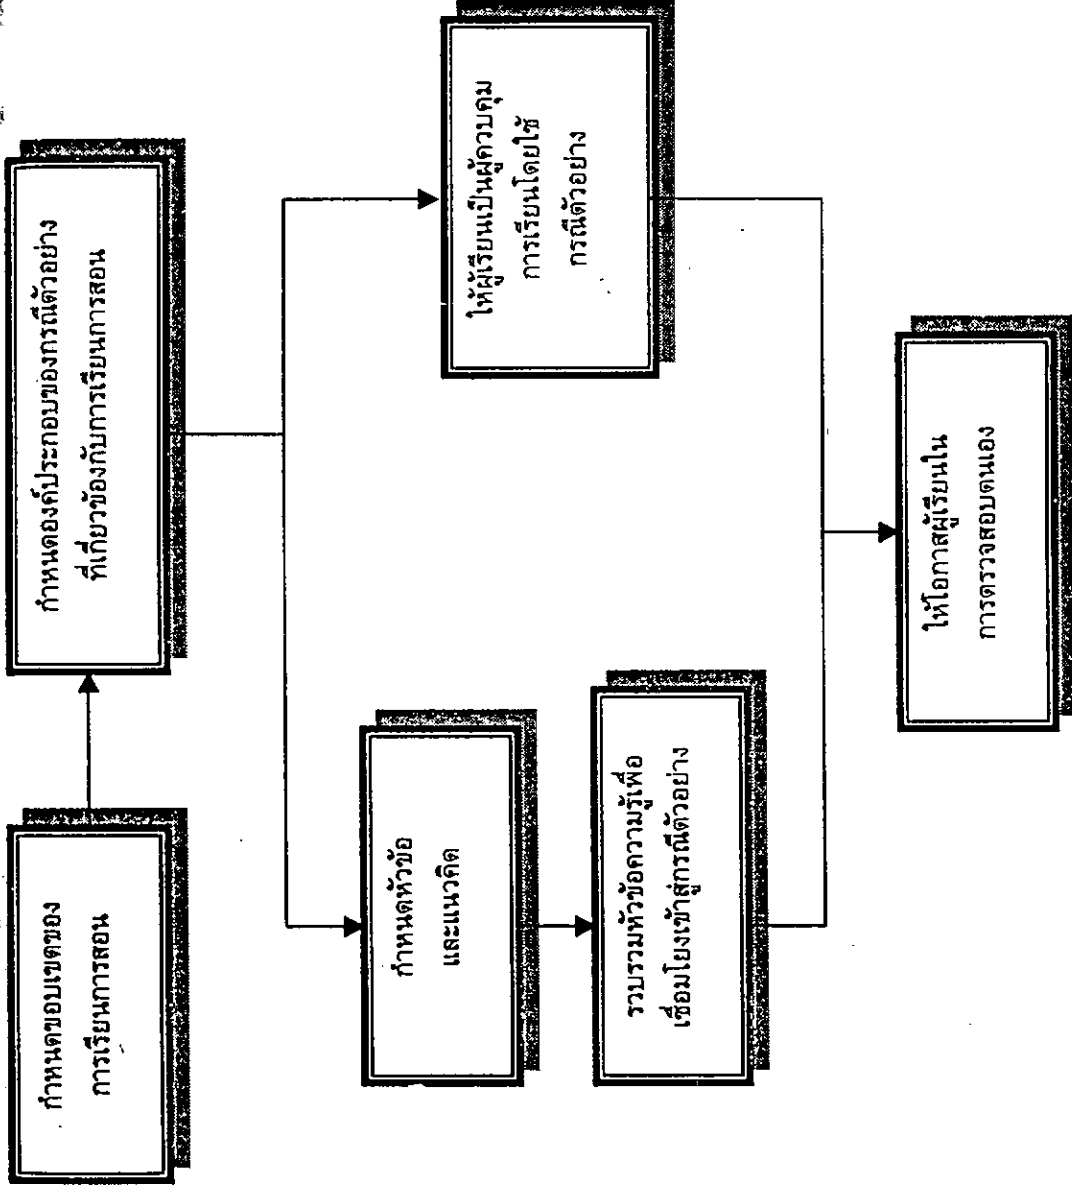 กำหนดขอบเขตของ
การเรียนการสอน
กำหนดองค์ประกอบของกรณีตัวอย่าง
ที่เกี่ยวข้องกับการเรียนการสอน
กำหนดหัวข้อ
และแนวคิด
รวบรวมหัวข้อความรู้เพื่อ
เชื่อมโยงเข้าสู่กรณีตัวอย่าง
ให้ผู้เรียนเป็นผู้ควบคุม
การเรียนโดยใช้
กรณีตัวอย่าง
ให้โอกาสผู้เรียนใน
การตรวจสอบตนเอง